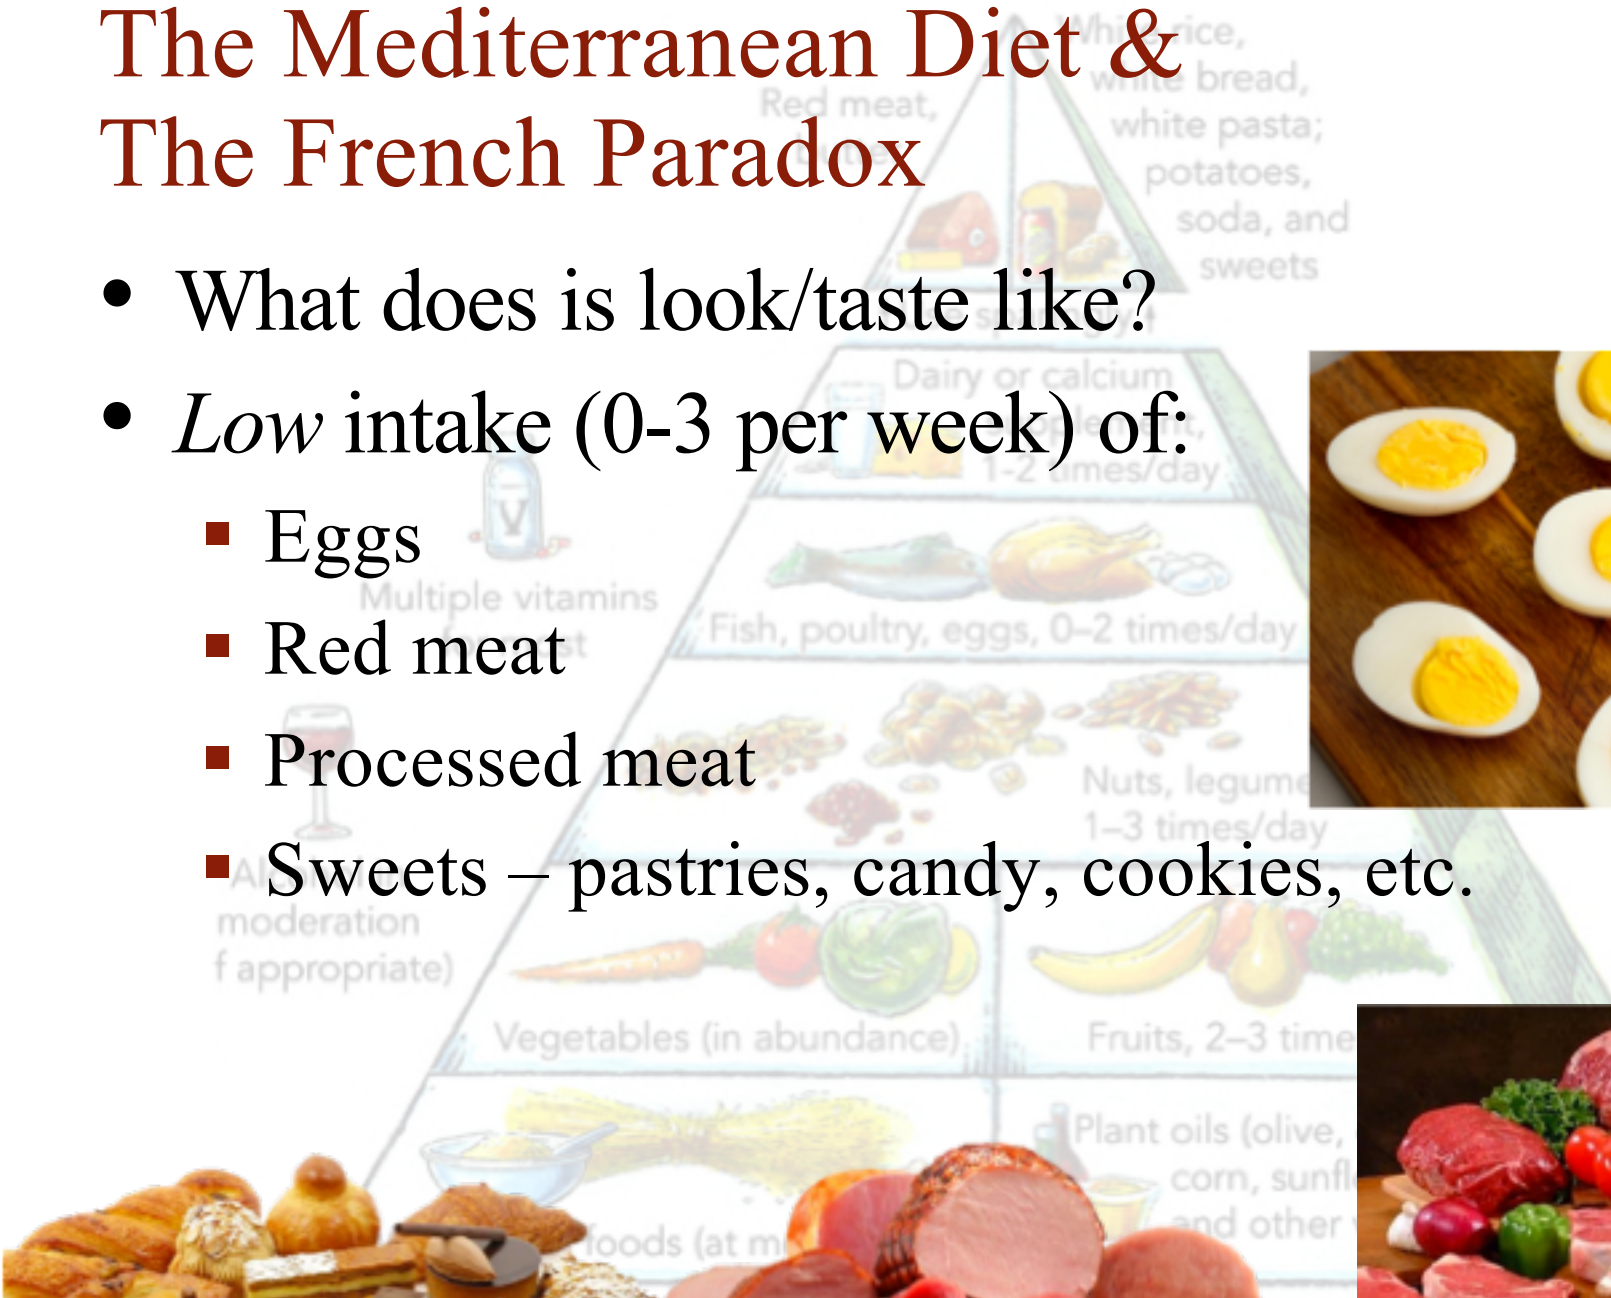 The Mediterranean Diet &
The French Paradox
White rice,
white bread,
white pasta;
potatoes,
soda, and
sweets
Red meat,
• What does is look/taste like?
• Low intake (0-3 per week) of:
Dairy or calcium
1-2 times/day
▪ Eggs
V
Multiple vitamins
Fish, poultry, eggs, 0–2 times/day
▪ Red meat
▪ Processed meat
Nuts, legume
1–3 times/day
▪ Sweets – pastries, candy, cookies, etc.
moderation
f appropriate)
Vegetables (in abundance)
Fruits, 2–3 time
Plant oils (olive,
corn, sunfl
and other
foods (at m